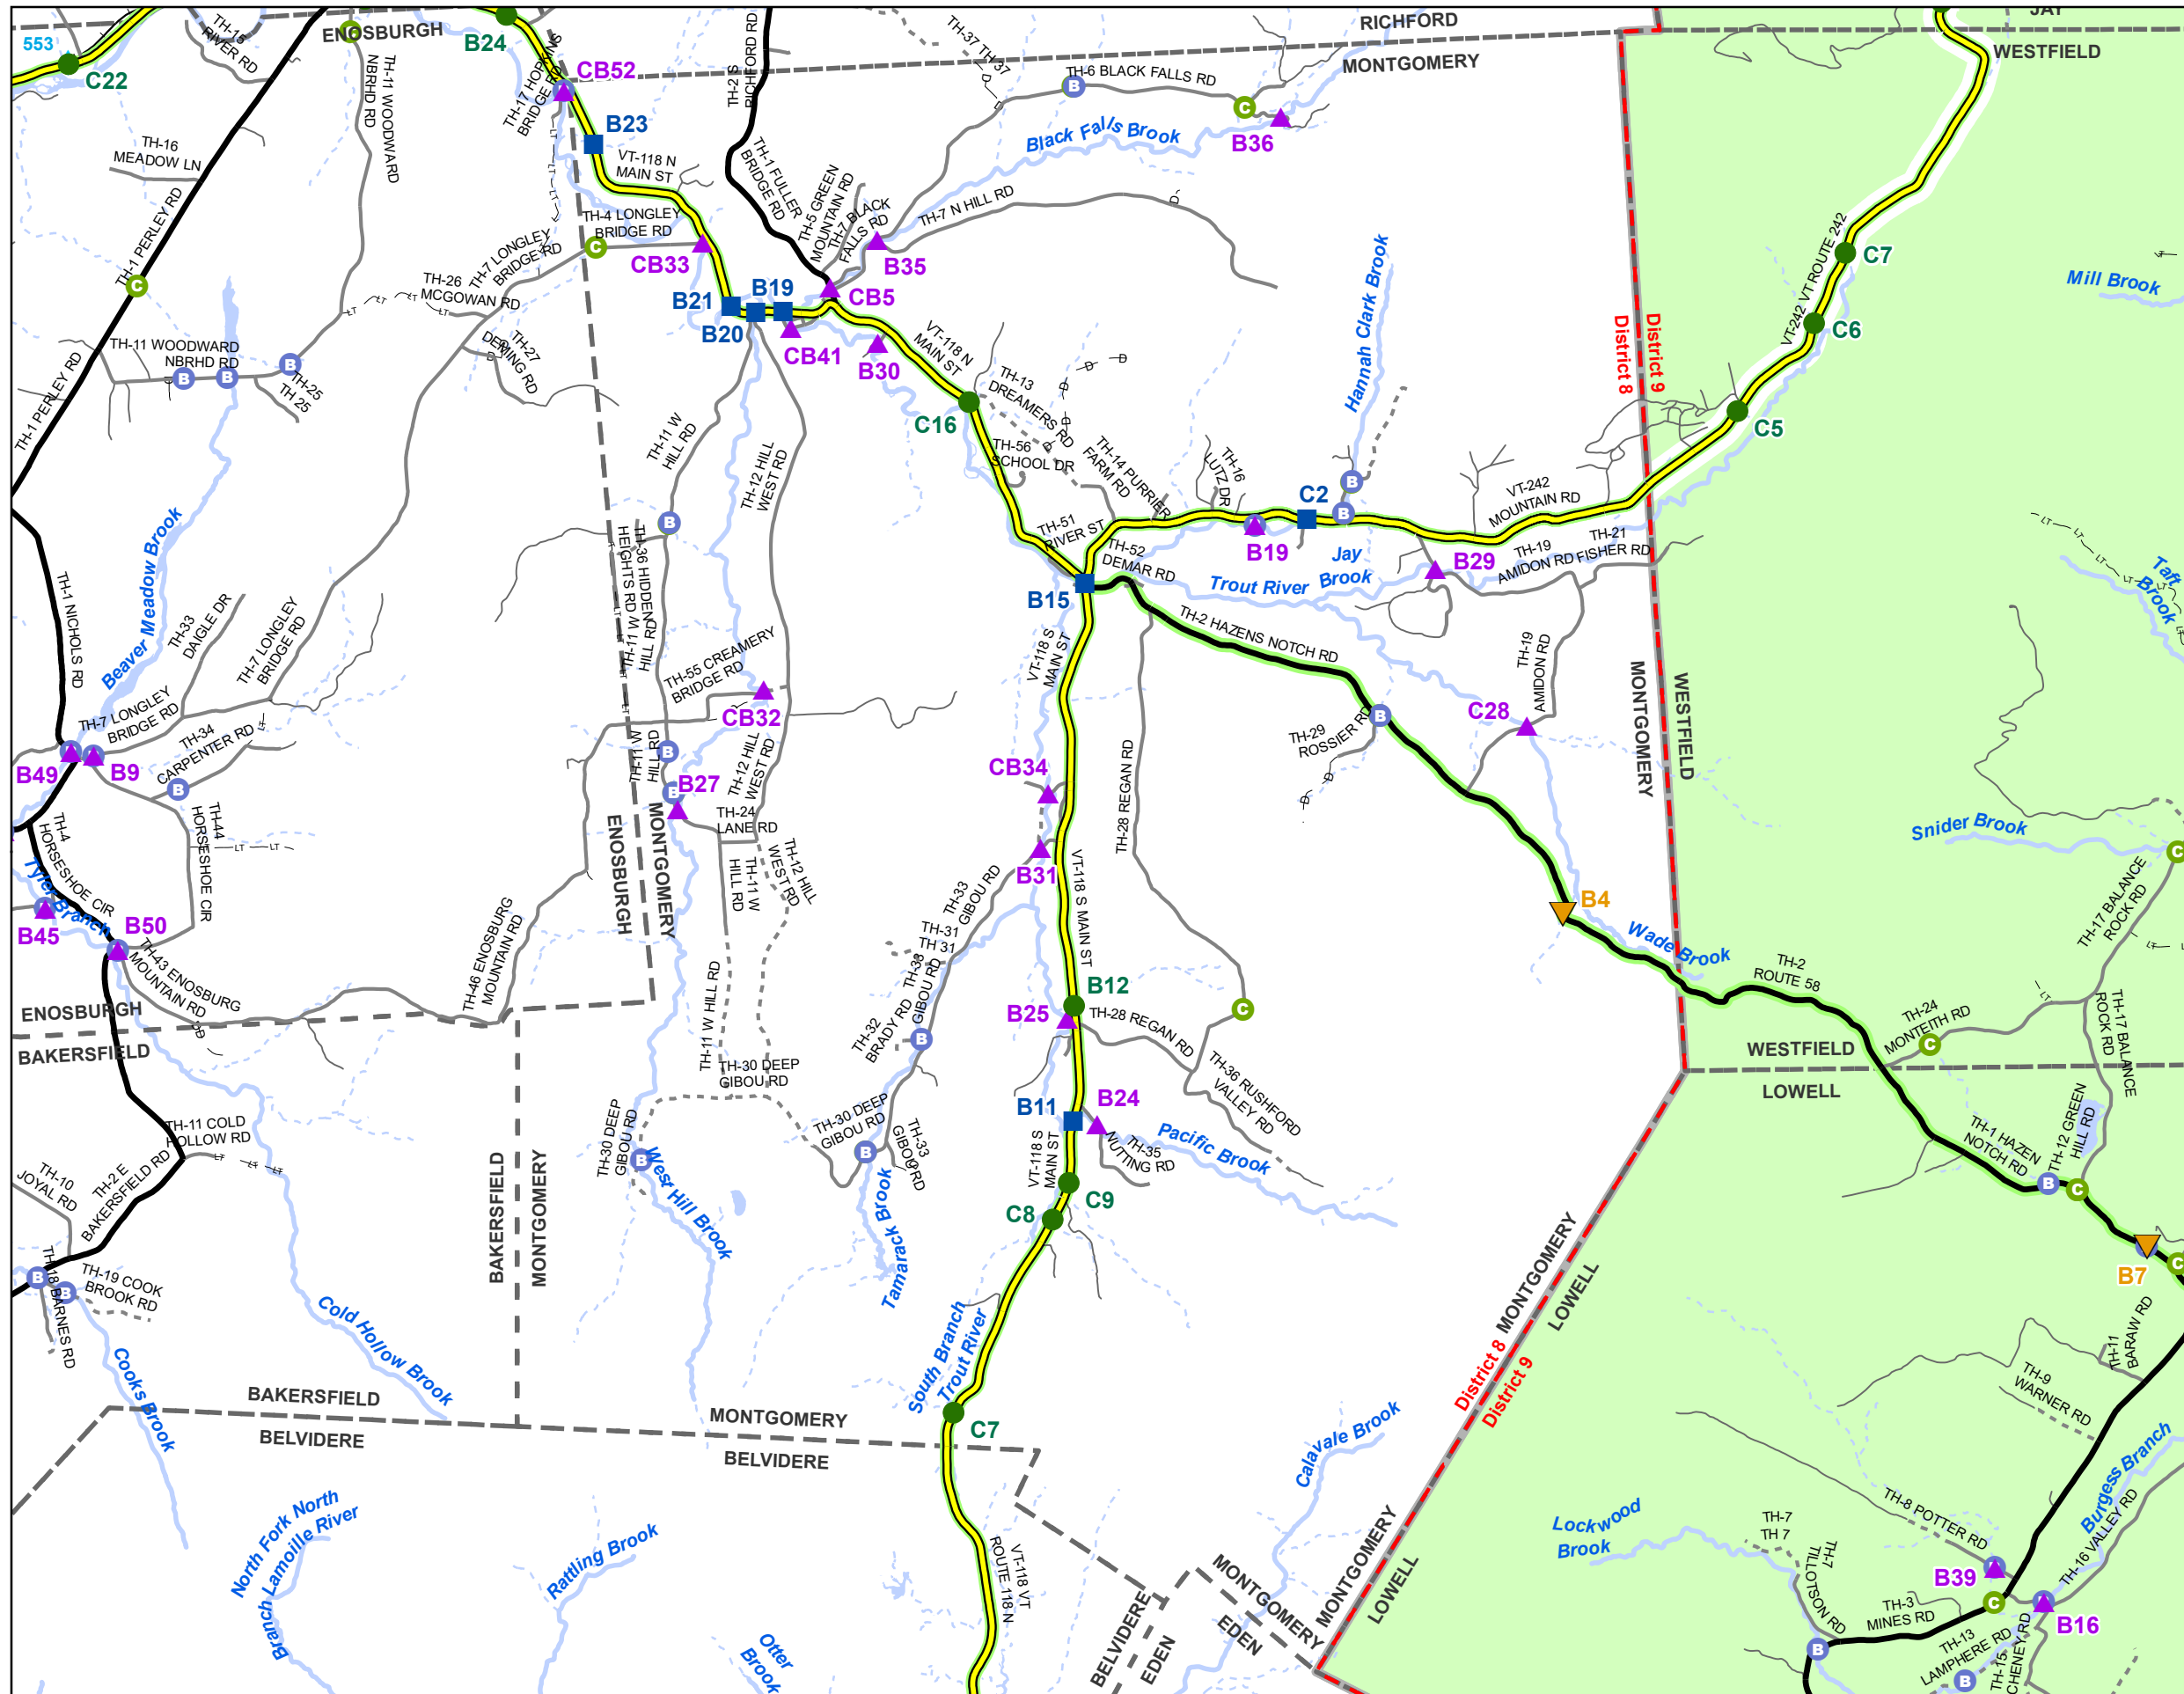 553
C22
TH-15
RIVER RD
ENOSBURGH
B24
TH-11 WOODWARD
NBRHD RD
TH-17 HOPKINS
BRIDGE RD
CB52
B23
VT-118 N
MAIN ST
TH-2 S
RICHFORD RD
TH-37 TH-37
RICHFORD
MONTGOMERY
TH-6 BLACK FALLS RD
Black Falls Brook
B36
JAY
WESTFIELD
TH-16
MEADOW LN
TH-1 PERLEY RD
TH-1 FULLER
BRIDGE RD
TH-5 GREEN
MOUNTAIN RD
TH-7 BLACK
FALLS RD
TH-7 N HILL RD
B35
TH-4 LONGLEY
BRIDGE RD
CB33
TH-7 LONGLEY
BRIDGE RD
TH-26
MCGOWAN RD
TH-27
DEMING RD
B21
B20
B19
CB5
CB41
B30
VT-118 N
MAIN ST
C16
TH-13
DREAMERS RD
TH-56
SCHOOL DR
TH-14 PURRIER
FARM RD
TH-16
LUTZ DR
Hannah Clark Brook
C2
B19
District 8
District 9
VT-242 VT ROUTE 242
C7
C6
C5
Mill Brook
TH-11 WOODWARD
NBRHD RD
TH-25
TH 25
TH-1 PERLEY RD
TH-11 W
HILL RD
TH-12 HILL
WEST RD
TH-51
RIVER ST
TH-52
DEMAR RD
B15
Jay
Brook
Trout River
VT-242
MOUNTAIN RD
B29
TH-19
AMIDON RD
TH-21
FISHER RD
Taft
Brook
Beaver Meadow Brook
TH-1 NICHOLS RD
TH-33
DAIGLE DR
TH-7 LONGLEY
BRIDGE RD
TH-7 LONGLEY
BRIDGE RD
TH-34
CARPENTER RD
B49
B9
TH-36 HIDDEN
HEIGHTS RD
TH-11 W
HILL RD
TH-55 CREAMERY
BRIDGE RD
CB32
TH-11 W
HILL RD
TH-12 HILL
WEST RD
B27
TH-24
LANE RD
VT-118 S
MAIN ST
TH-2 HAZENS NOTCH RD
TH-29
ROSSIER RD
TH-19
AMIDON RD
C28
MONTGOMERY
WESTFIELD
CB34
B31
TH-28 REGAN RD
Snider Brook
TH-4
HORSESHOE CIR
TH-44
HORSESHOE CIR
Tyler Branch
B45
B50
TH-43 ENOSBURG
MOUNTAIN RD
TH-46 ENOSBURG
MOUNTAIN RD
ENOSBURGH
MONTGOMERY
TH-11 W
HILL RD
TH-12 HILL
WEST RD
TH-33
GIBOU RD
TH-31
TH 31
VT-118 S MAIN ST
B4
Wade Brook
TH-17 BALANCE
ROCK RD
TH-2
ROUTE 58
ENOSBURGH
BAKERSFIELD
TH-11 W HILL RD
TH-33
GIBOU RD
TH-32
BRADY RD
B12
B25
TH-28 REGAN RD
TH-24
MONTEITH RD
TH-17 BALANCE
ROCK RD
WESTFIELD
LOWELL
TH-30 DEEP
GIBOU RD
TH-36 RUSHFORD
VALLEY RD
TH-11 COLD
HOLLOW RD
TH-10
JOYAL RD
TH-2 E
BAKERSFIELD RD
TH-30 DEEP
GIBOU RD
TH-30 DEEP
GIBOU RD
TH-33
GIBOU RD
B11
B24
VT-118 S
MAIN ST
TH-35
NUTTING RD
Pacific Brook
TH-1 HAZEN
NOTCH RD
TH-12 GREEN
HILL RD
BAKERSFIELD
MONTGOMERY
West Hill Brook
Tamarack Brook
C9
C8
TH-18 BARNES RD
TH-19 COOK
BROOK RD
Cooks Brook
Cold Hollow Brook
South Branch
Trout River
MONTGOMERY
LOWELL
District 8
District 9
B7
TH-11
BARAW RD
TH-9
WARNER RD
BAKERSFIELD
BELVIDERE
MONTGOMERY
BELVIDERE
C7
Calavale Brook
Burgess Branch
North Fork North
Branch Lamoille River
Rattling Brook
Otter
Brook
VT-118 VT
ROUTE 118 N
BELVIDERE
EDEN
MONTGOMERY
EDEN
MONTGOMERY
LOWELL
Lockwood
Brook
TH-7
TH 7
TH-7
TILLOTSON RD
TH-8 POTTER RD
TH-16 VALLEY RD
B39
B16
TH-3
MINES RD
TH-13
LAMPHERE RD
TH-15
CHENEY RD